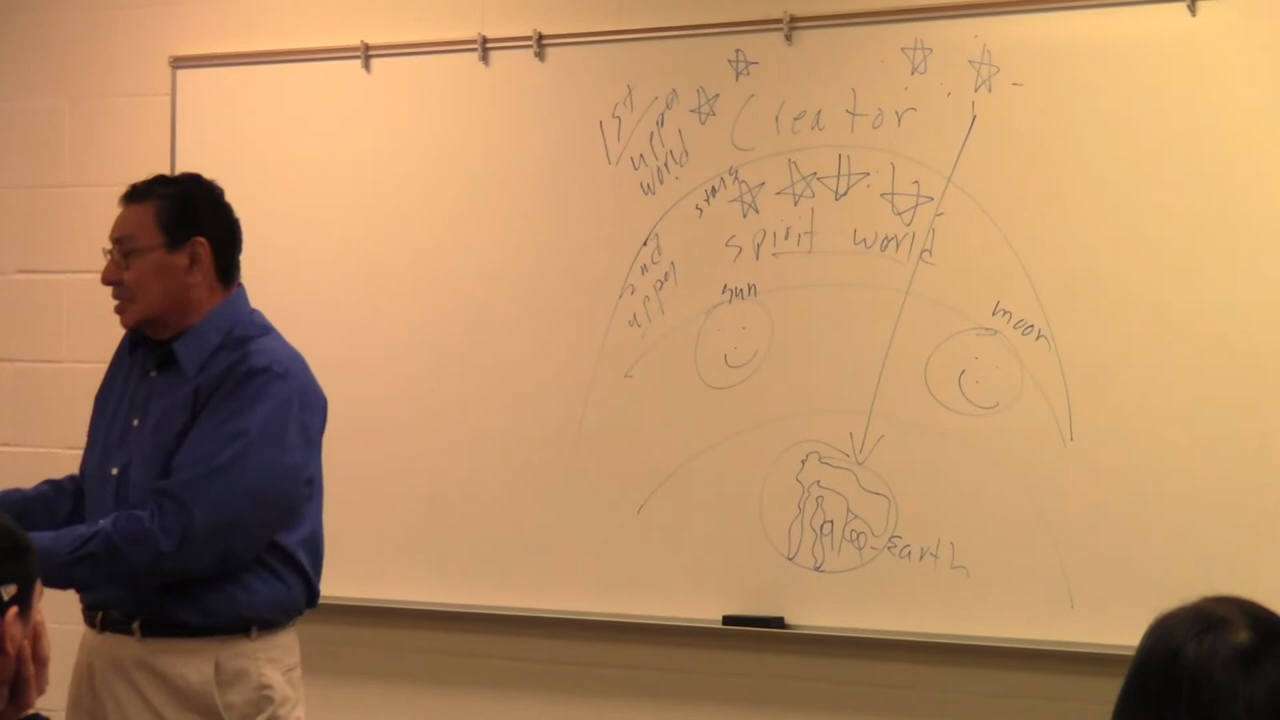 1st
upper
world
Creator
stars
spirit world
2nd
upper
sun
moon
Earth